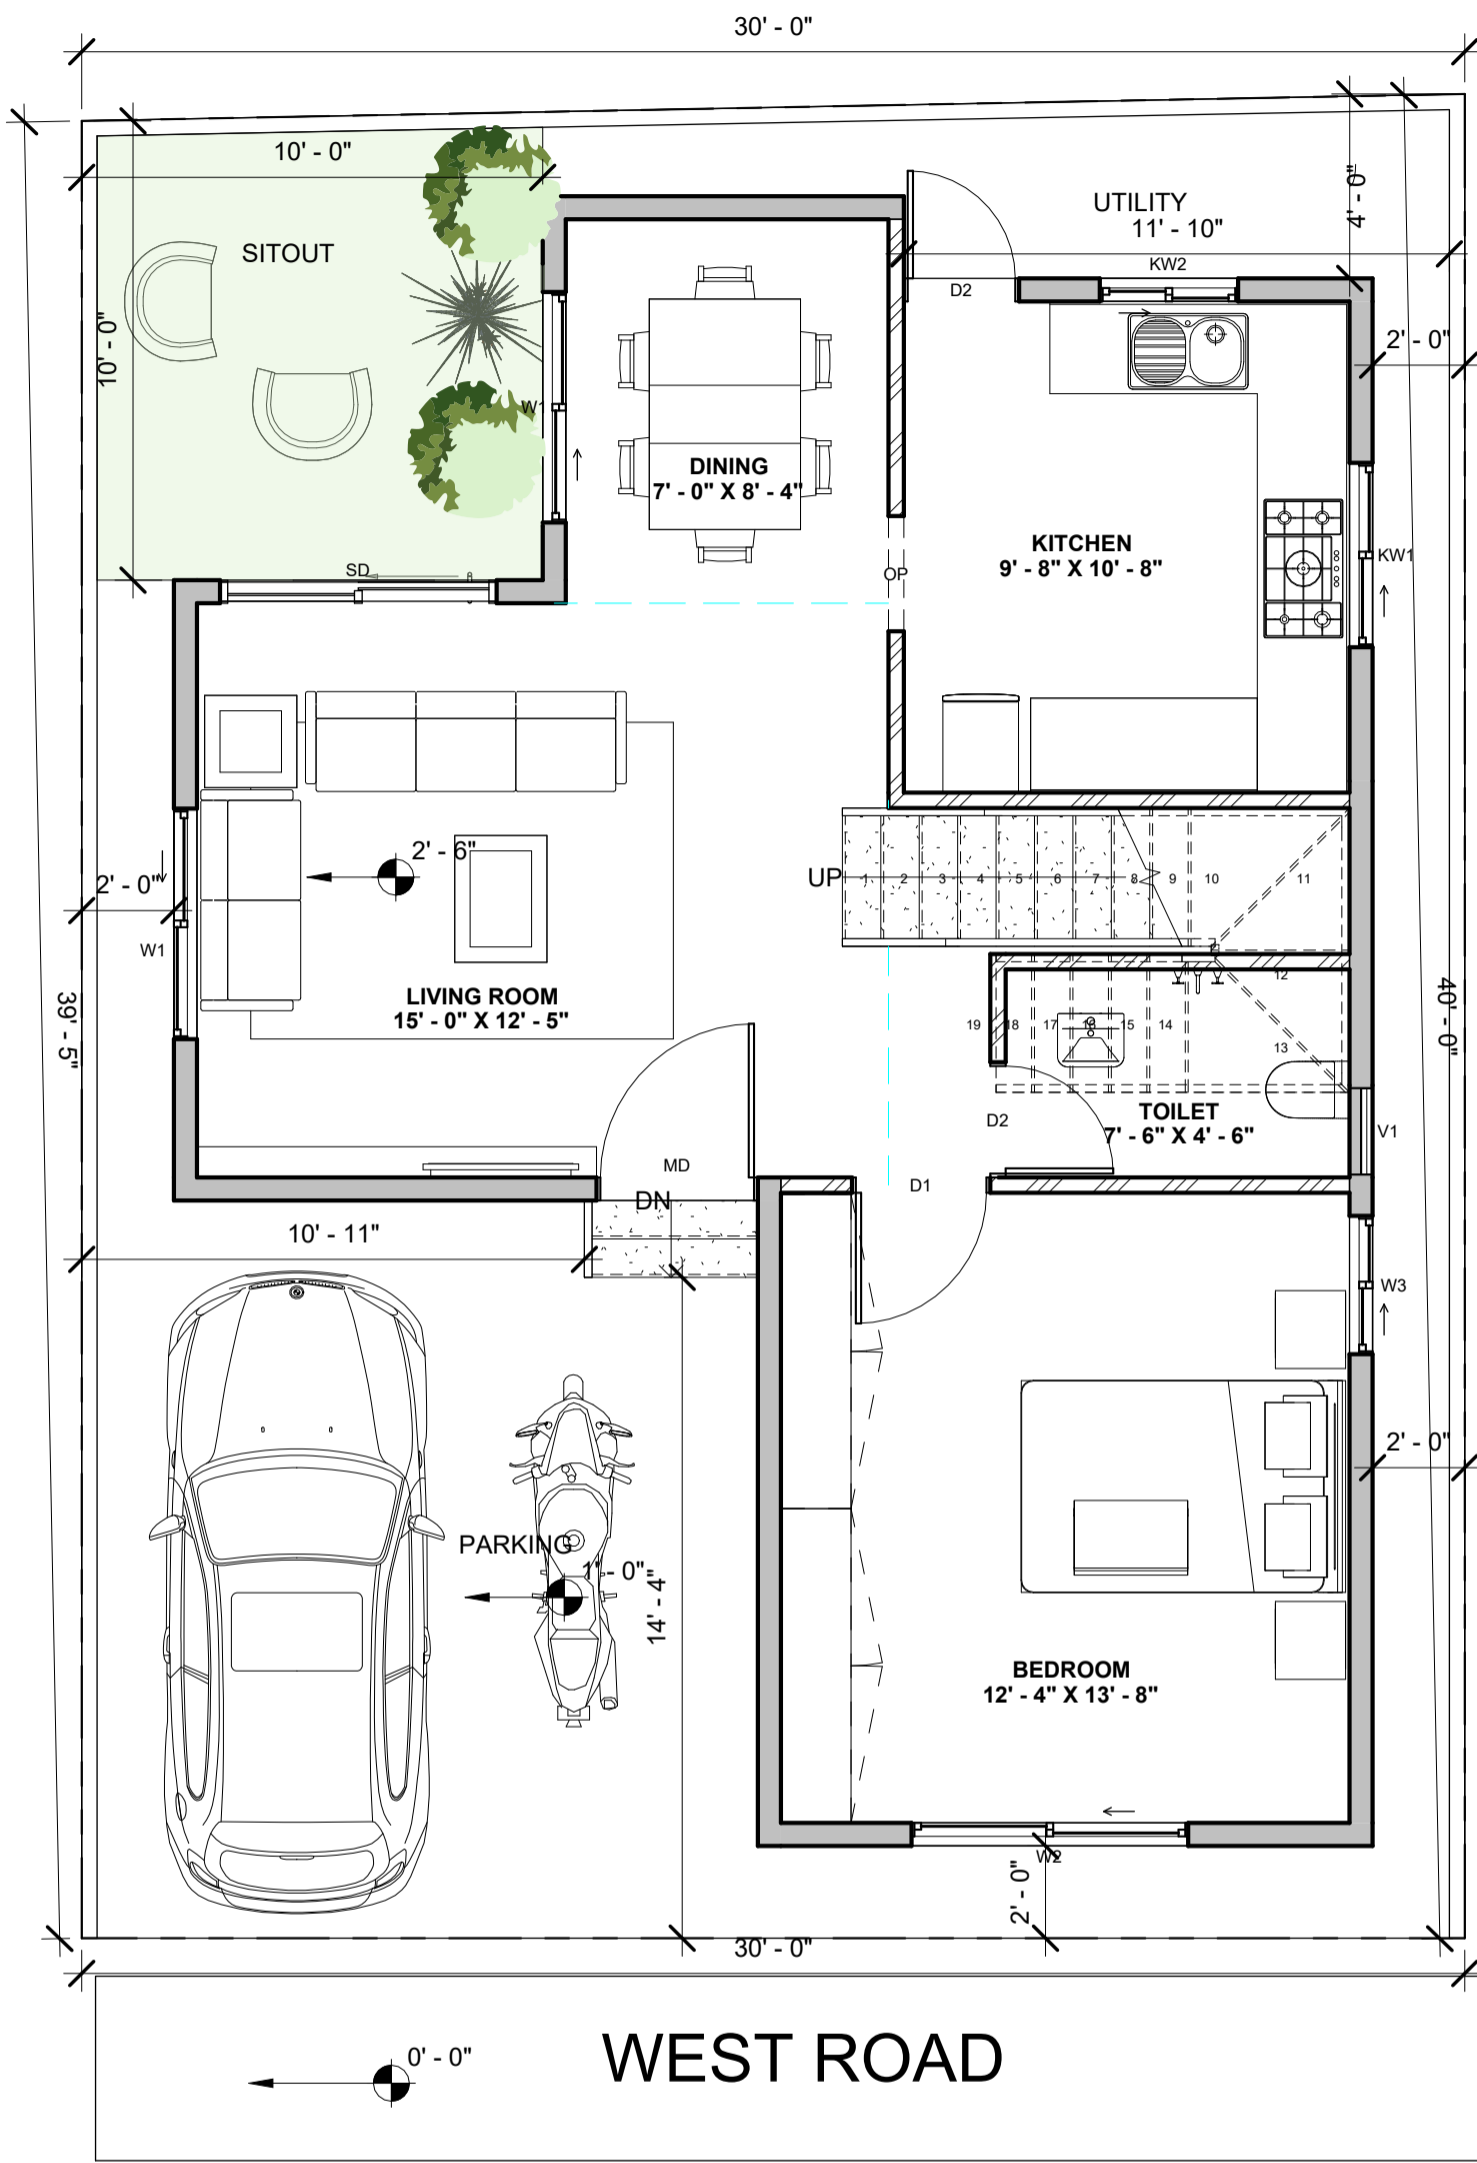 30' - 0"
10' - 0"
SITOUT
10' - 0"
UTILITY
11' - 10"
4' - 0"
KW2
D2
2' - 0"
W1
DINING
7' - 0" X 8' - 4"
KITCHEN
9' - 8" X 10' - 8"
KW1
OP
SD
2' - 6"
2' - 0"
W1
UP
1 2 3 4 5 6 7 8 9 10 11
LIVING ROOM
15' - 0" X 12' - 5"
39' - 5"
40' - 0"
12
19 18 17 16 15 14
13
D2
TOILET
7' - 6" X 4' - 6"
V1
MD
DN
D1
10' - 11"
W3
2' - 0"
PARKING
1' - 0"
14' - 4"
BEDROOM
12' - 4" X 13' - 8"
W2
2' - 0"
30' - 0"
WEST ROAD
0' - 0"